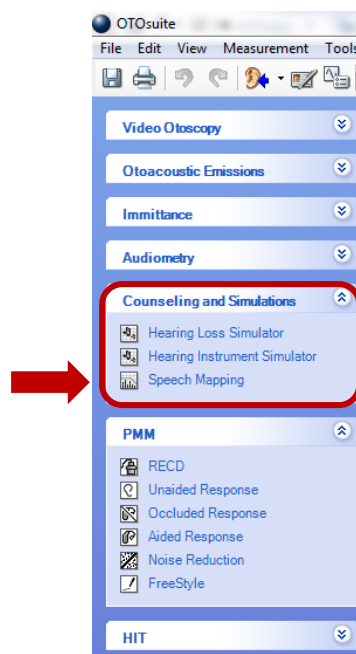 OTOsuite
File Edit View Measurement Tools
Video Otoscopy
Otoacoustic Emissions
Immittance
Audiometry
Counseling and Simulations
Hearing Loss Simulator
Hearing Instrument Simulator
Speech Mapping
PMM
RECD
Unaided Response
Occluded Response
Aided Response
Noise Reduction
FreeStyle
HIT